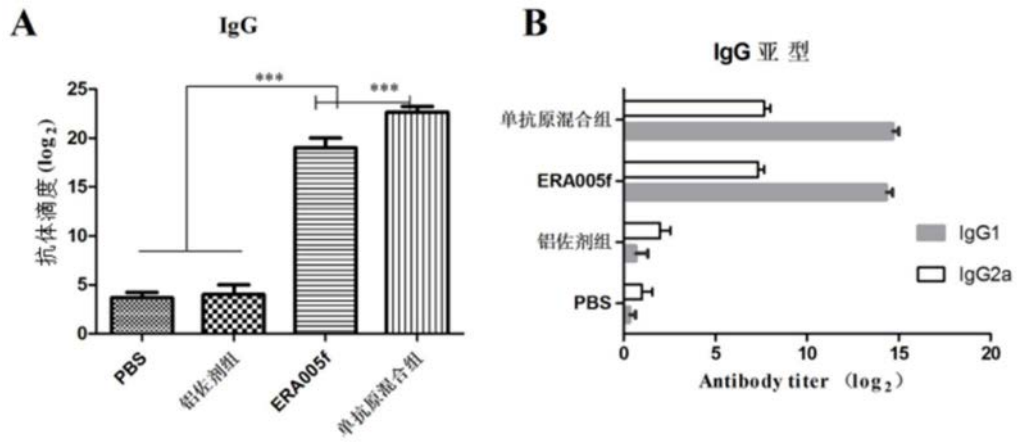 A
IgG
***
***
25
20
15
10
5
0
抗体滴度(log2)
PBS
铝佐剂组
ERA005f
单抗原混合组
B
IgG 亚 型
单抗原混合组
ERA005f
铝佐剂组
PBS
IgG1
IgG2a
0
5
10
15
20
Antibody titer (log2)